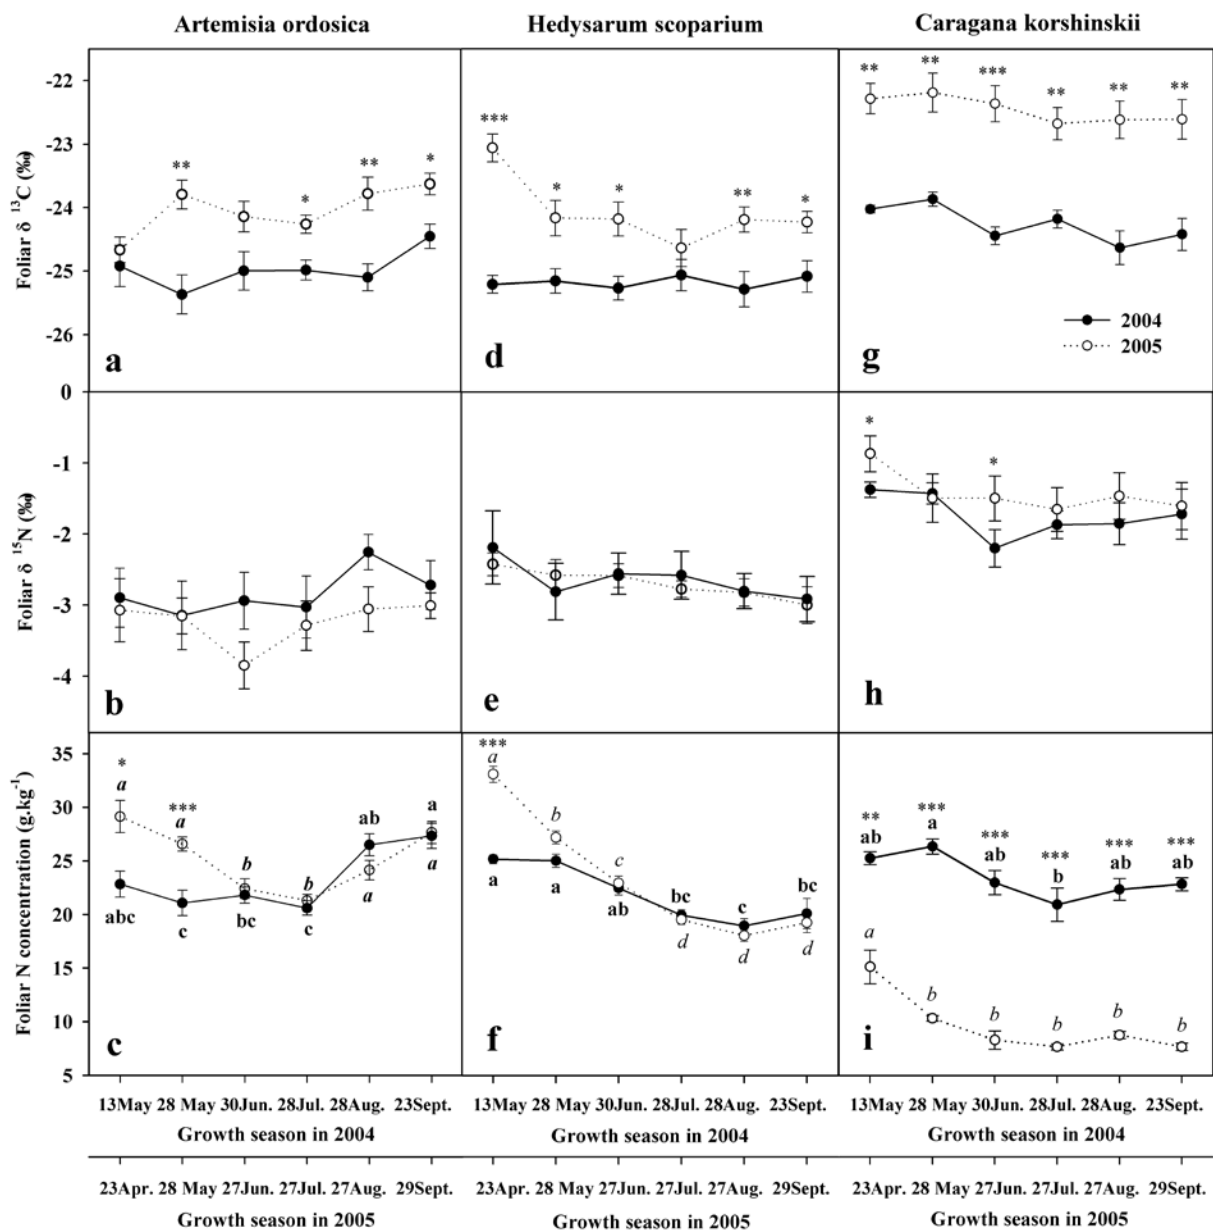 Artemisia ordosica Hedysarum scoparium Caragana korshinskii
-22
-23
-24
-25
-26
Foliar δ ¹³C (‰)
** * ** *
*** * * ** *
** ** *** ** ** **
2004
2005
a d g
0
-1
-2
-3
-4
Foliar δ ¹⁵N (‰)
* *
b e h
35
30
25
20
15
10
5
Foliar N concentration (g.kg⁻¹)
* ***
a a b b a a
abc c bc c ab a
***
a b c d d d
a a ab bc c bc
** *** *** *** *** ***
ab a ab b ab ab
a b b b b b
c f i
13May 28 May 30Jun. 28Jul. 28Aug. 23Sept. 13May 28 May 30Jun. 28Jul. 28Aug. 23Sept. 13May 28 May 30Jun. 28Jul. 28Aug. 23Sept.
Growth season in 2004 Growth season in 2004 Growth season in 2004
23Apr. 28 May 27Jun. 27Jul. 27Aug. 29Sept. 23Apr. 28 May 27Jun. 27Jul. 27Aug. 29Sept. 23Apr. 28 May 27Jun. 27Jul. 27Aug. 29Sept.
Growth season in 2005 Growth season in 2005 Growth season in 2005